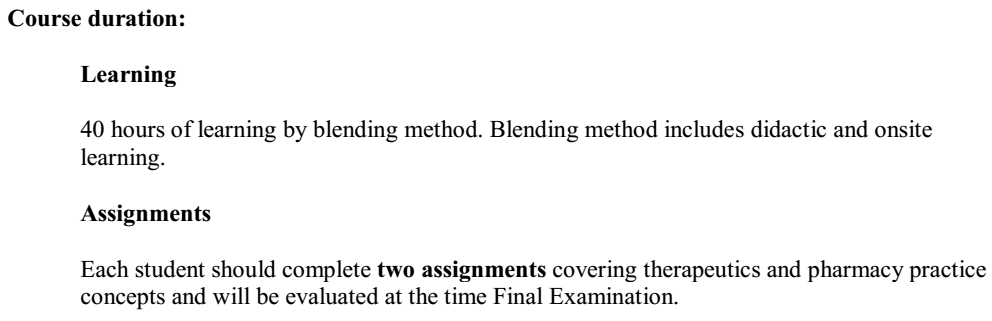 Course duration:
Learning
40 hours of learning by blending method. Blending method includes didactic and onsite
learning.
Assignments
Each student should complete two assignments covering therapeutics and pharmacy practice
concepts and will be evaluated at the time Final Examination.